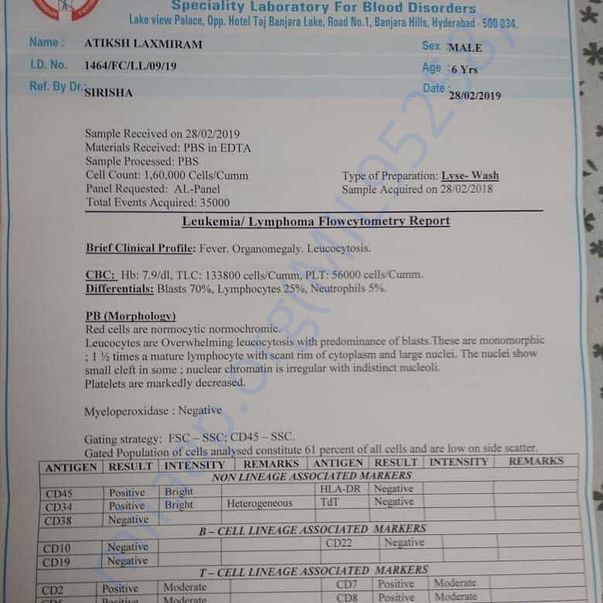 Speciality Laboratory For Blood Disorders
Lake view Palace, Opp. Hotel Taj Banjara Lake, Road No.1, Banjara Hills, Hyderabad - 500 034.
Name : ATIKSH LAXMIRAM Sex MALE
I.D. No. 1464/FC/LL/09/19 Age : 6 Yrs
Ref. By Dr.: SIRISHA Date : 28/02/2019
Sample Received on 28/02/2019
Materials Received: PBS in EDTA
Sample Processed: PBS
Cell Count: 1,60,000 Cells/Cumm Type of Preparation: Lyse- Wash
Panel Requested: AL-Panel Sample Acquired on 28/02/2018
Total Events Acquired: 35000
Leukemia/ Lymphoma Flowcytometry Report
Brief Clinical Profile: Fever. Organomegaly. Leucocytosis.
CBC: Hb: 7.9/dl, TLC: 133800 cells/Cumm, PLT: 56000 cells/Cumm.
Differentials: Blasts 70%, Lymphocytes 25%, Neutrophils 5%.
PB (Morphology)
Red cells are normocytic normochromic.
Leucocytes are Overwhelming leucocytosis with predominance of blasts.These are monomorphic
; 1 ½ times a mature lymphocyte with scant rim of cytoplasm and large nuclei. The nuclei show
small cleft in some ; nuclear chromatin is irregular with indistinct nucleoli.
Platelets are markedly decreased.
Myeloperoxidase : Negative
Gating strategy: FSC – SSC; CD45 – SSC.
Gated Population of cells analysed constitute 61 percent of all cells and are low on side scatter.
ANTIGEN RESULT INTENSITY REMARKS ANTIGEN RESULT INTENSITY REMARKS
NON LINEAGE ASSOCIATED MARKERS
CD45 Positive Bright HLA-DR Negative
CD34 Positive Bright Heterogeneous TdT Negative
CD38 Negative
B – CELL LINEAGE ASSOCIATED MARKERS
CD10 Negative CD22 Negative
CD19 Negative
T – CELL LINEAGE ASSOCIATED MARKERS
CD2 Positive Moderate CD7 Positive Moderate
Positive Moderate CD8 Positive Moderate